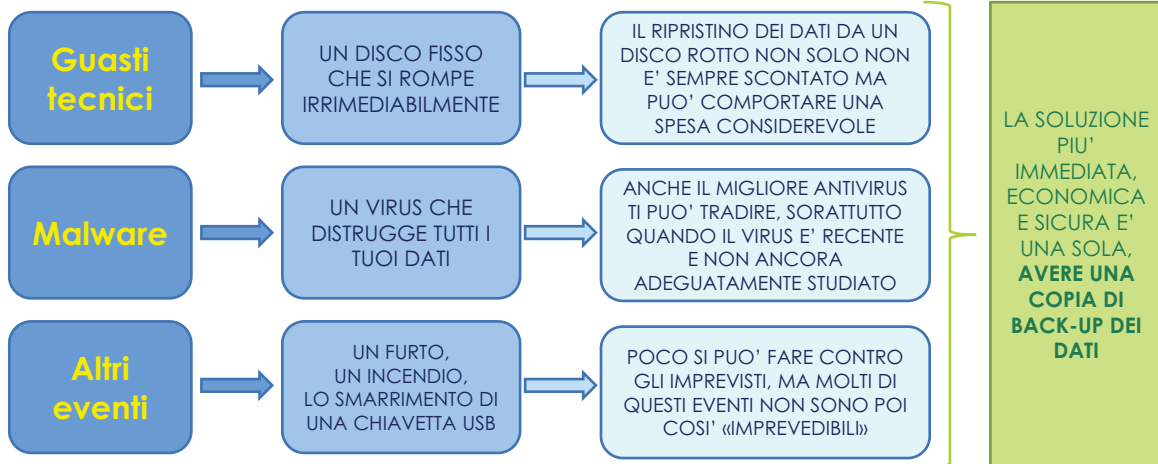 Guasti
tecnici
UN DISCO FISSO
CHE SI ROMPE
IRRIMEDIABILMENTE
IL RIPRISTINO DEI DATI DA UN
DISCO ROTTO NON SOLO NON
E' SEMPRE SCONTATO MA
PUO' COMPORTARE UNA
SPESA CONSIDEREVOLE
Malware
UN VIRUS CHE
DISTRUGGE TUTTI I
TUOI DATI
ANCHE IL MIGLIORE ANTIVIRUS
TI PUO' TRADIRE, SORATTUTTO
QUANDO IL VIRUS E' RECENTE
E NON ANCORA
ADEGUATAMENTE STUDIATO
Altri
eventi
UN FURTO,
UN INCENDIO,
LO SMARRIMENTO DI
UNA CHIAVETTA USB
POCO SI PUO' FARE CONTRO
GLI IMPREVISTI, MA MOLTI DI
QUESTI EVENTI NON SONO POI
COSI' «IMPREVEDIBILI»
LA SOLUZIONE
PIU'
IMMEDIATA,
ECONOMICA
E SICURA E'
UNA SOLA,
AVERE UNA
COPIA DI
BACK-UP DEI
DATI